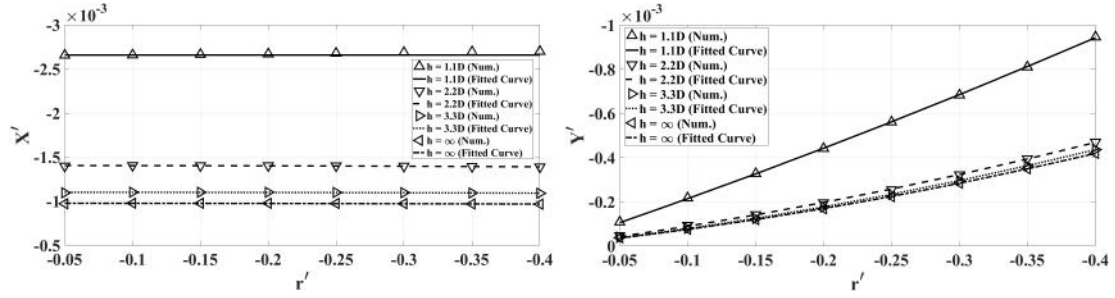 ×10⁻³
-3
-2.5
-2
-1.5
-1
-0.5
X′
-0.05 -0.1 -0.15 -0.2 -0.25 -0.3 -0.35 -0.4
r′
h = 1.1D (Num.)
h = 1.1D (Fitted Curve)
h = 2.2D (Num.)
h = 2.2D (Fitted Curve)
h = 3.3D (Num.)
h = 3.3D (Fitted Curve)
h = ∞ (Num.)
h = ∞ (Fitted Curve)
×10⁻³
-1
-0.8
-0.6
-0.4
-0.2
0
Y′
-0.05 -0.1 -0.15 -0.2 -0.25 -0.3 -0.35 -0.4
r′
h = 1.1D (Num.)
h = 1.1D (Fitted Curve)
h = 2.2D (Num.)
h = 2.2D (Fitted Curve)
h = 3.3D (Num.)
h = 3.3D (Fitted Curve)
h = ∞ (Num.)
h = ∞ (Fitted Curve)